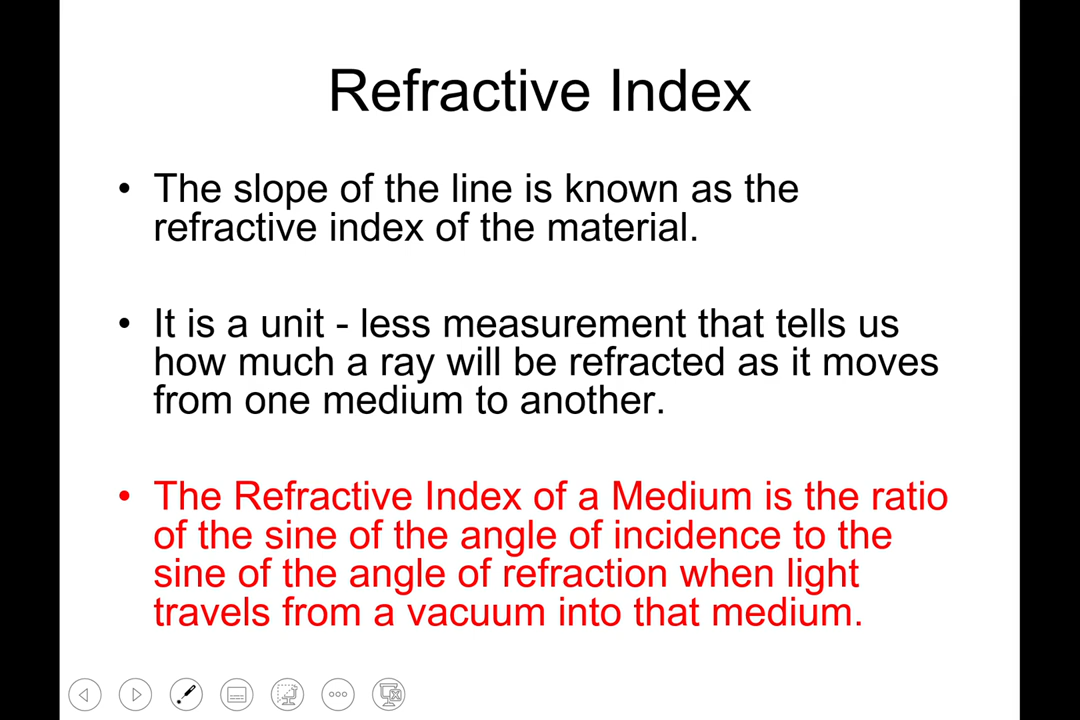 Refractive Index
• The slope of the line is known as the
refractive index of the material.
• It is a unit - less measurement that tells us
how much a ray will be refracted as it moves
from one medium to another.
• The Refractive Index of a Medium is the ratio
of the sine of the angle of incidence to the
sine of the angle of refraction when light
travels from a vacuum into that medium.